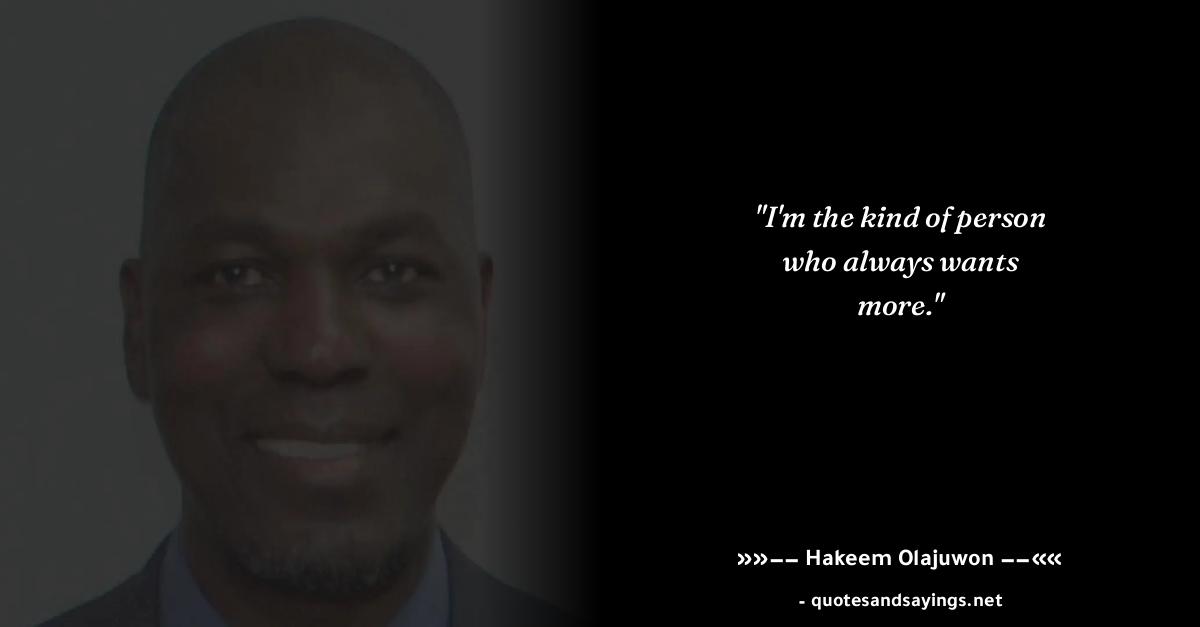 "I'm the kind of person
who always wants
more."
»»−− Hakeem Olajuwon −−««
- quotesandsayings.net